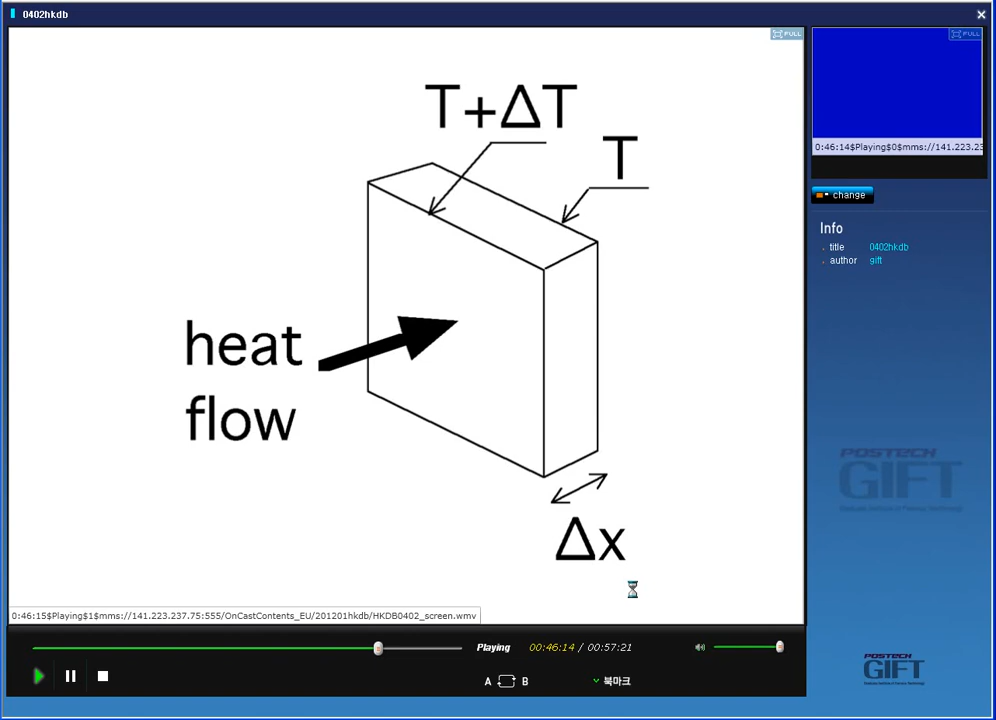 0402hkdb
FULL
T+ΔT
T
heat
flow
Δx
0:46:15$Playing$1$mms://141.223.237.75:555/OnCastContents_EU/201201hkdb/HKDB0402_screen.wmv
Playing
00:46:14 / 00:57:21
A
B
북마크
FULL
0:46:14$Playing$0$mms://141.223.23
change
Info
title 0402hkdb
author gift
POSTECH
GIFT
POSTECH
GIFT